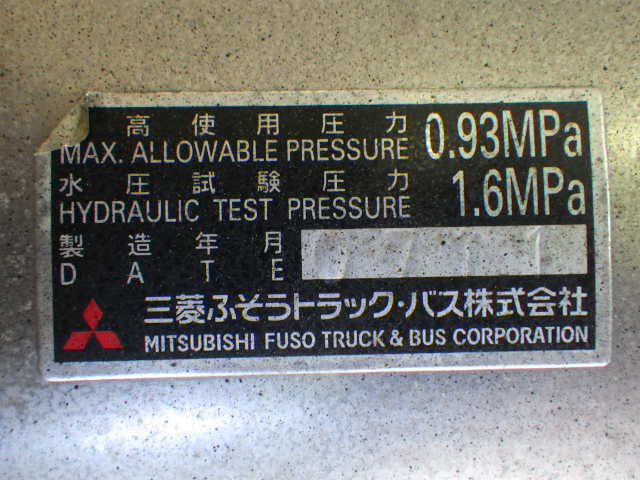 高使用圧力 0.93MPa
MAX. ALLOWABLE PRESSURE
水圧試験圧力 1.6MPa
HYDRAULIC TEST PRESSURE
製造年月
DATE
三菱ふそうトラック・バス株式会社
MITSUBISHI FUSO TRUCK & BUS CORPORATION